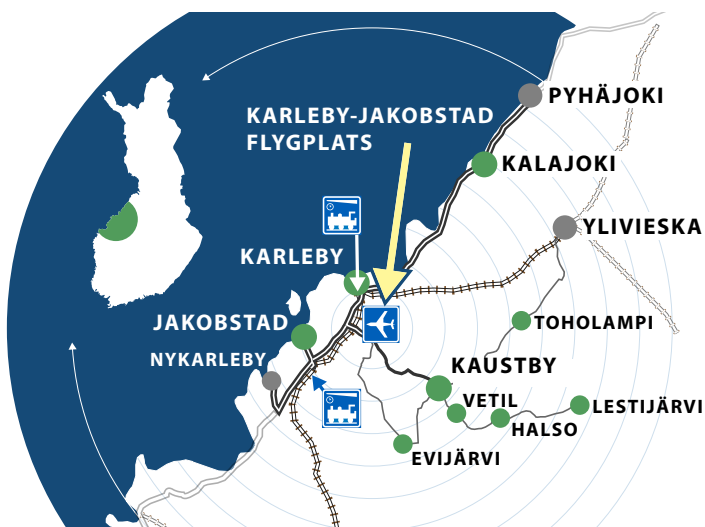 PYHÄJOKI
KARLEBY-JAKOBSTAD
FLYGPLATS
KALAJOKI
YLIVIESKA
KARLEBY
JAKOBSTAD
TOHOLAMPI
NYKARLEBY
KAUSTBY
VETIL
LESTIJÄRVI
HALSO
EVIJÄRVI